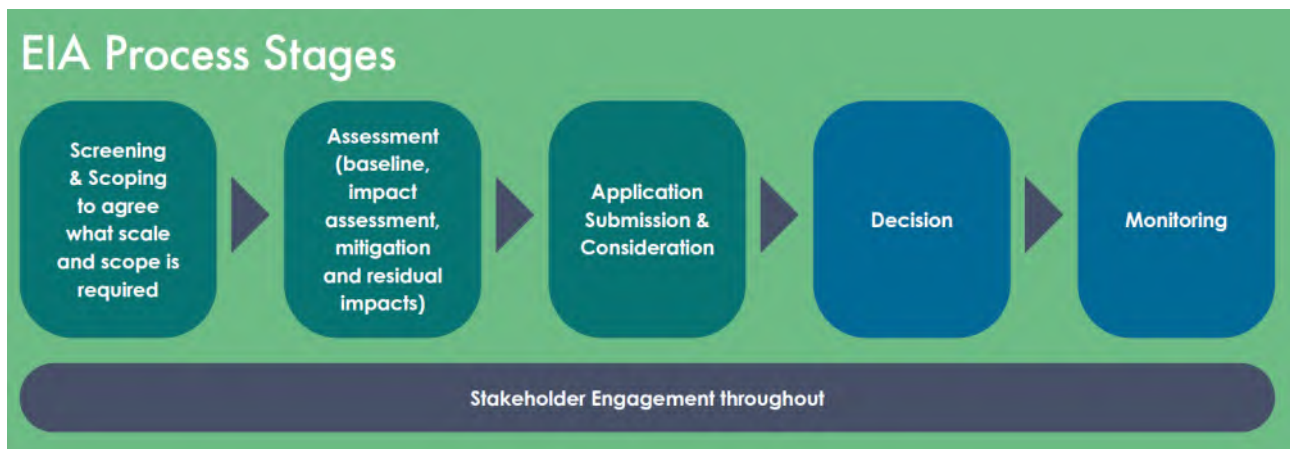 EIA Process Stages
Screening
& Scoping
to agree
what scale
and scope is
required
Assessment
(baseline,
impact
assessment,
mitigation
and residual
impacts)
Application
Submission &
Consideration
Decision
Monitoring
Stakeholder Engagement throughout